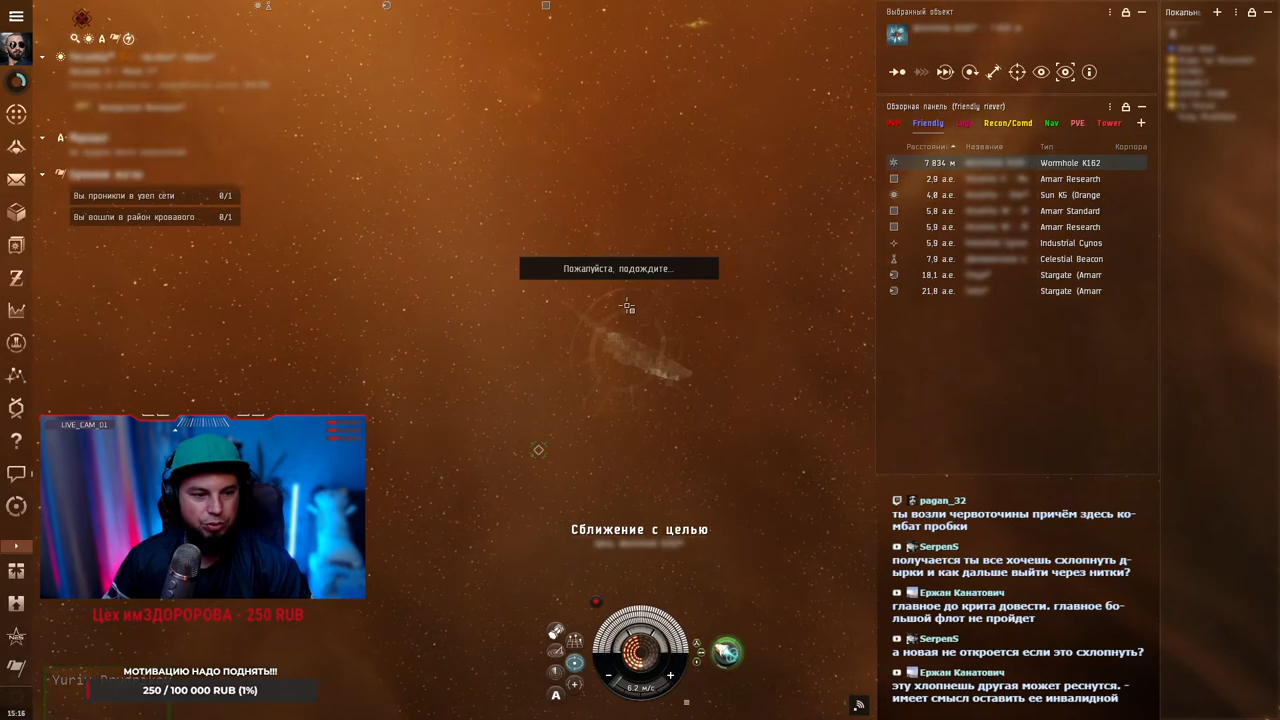 Выбранный объект
Локальн
Обзорная панель (friendly riever)
Friendly
Recon/Comd
Nav
PVE
Tower
Расстояни
Название
Тип
Корпора
7 834 м
Wormhole K162
2,9 а.е.
Amarr Research
4,0 а.е.
Sun K5 (Orange
5,8 а.е.
Amarr Standard
5,8 а.е.
Amarr Research
5,9 а.е.
Industrial Cynos
7,9 а.е.
Celestial Beacon
18,1 а.е.
Stargate (Amarr
21,8 а.е.
Stargate (Amarr
A
A
Вы проникли в узел сети
0/1
Вы вошли в район кровавого
0/1
Пожалуйста, подождите...
LIVE_CAM_01
Сближение с целью
6.2 м/с
A
Цех имЗДОРОРОВА - 250 RUB
МОТИВАЦИЮ НАДО ПОДНЯТЬ!!!
250 / 100 000 RUB (1%)
15:16
pagan_32
ты возли червоточины причём здесь ко-
мбат пробки
SerpenS
получается ты все хочешь схлопнуть д-
ырки и как дальше выйти через нитки?
Ержан Канатович
главное до крита довести. главное бо-
льшой флот не пройдет
SerpenS
а новая не откроется если это схлопнуть?
Ержан Канатович
эту хлопнешь другая может реснутся. -
имеет смысл оставить ее инвалидной